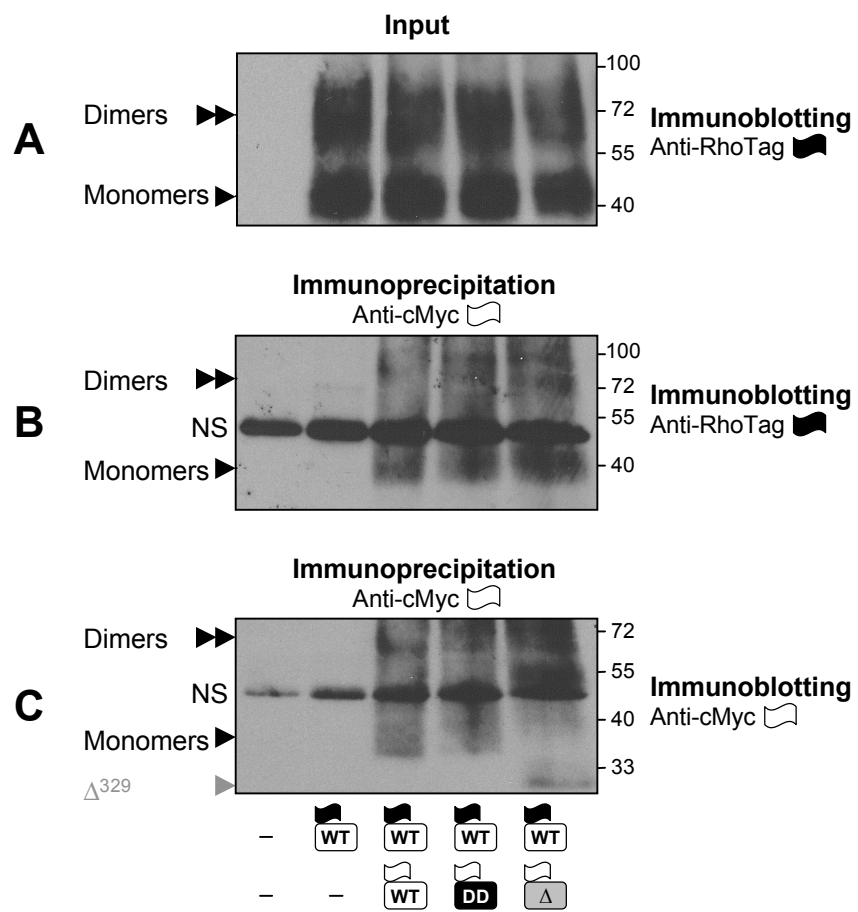 Input
A
Dimers
Monomers
-100
-72
-55
-40
Immunoblotting
Anti-RhoTag
Immunoprecipitation
Anti-cMyc
B
Dimers
NS
Monomers
-100
-72
-55
-40
Immunoblotting
Anti-RhoTag
Immunoprecipitation
Anti-cMyc
C
Dimers
NS
Monomers
Δ329
-72
-55
-40
-33
Immunoblotting
Anti-cMyc
– WT WT WT WT
– – WT DD Δ